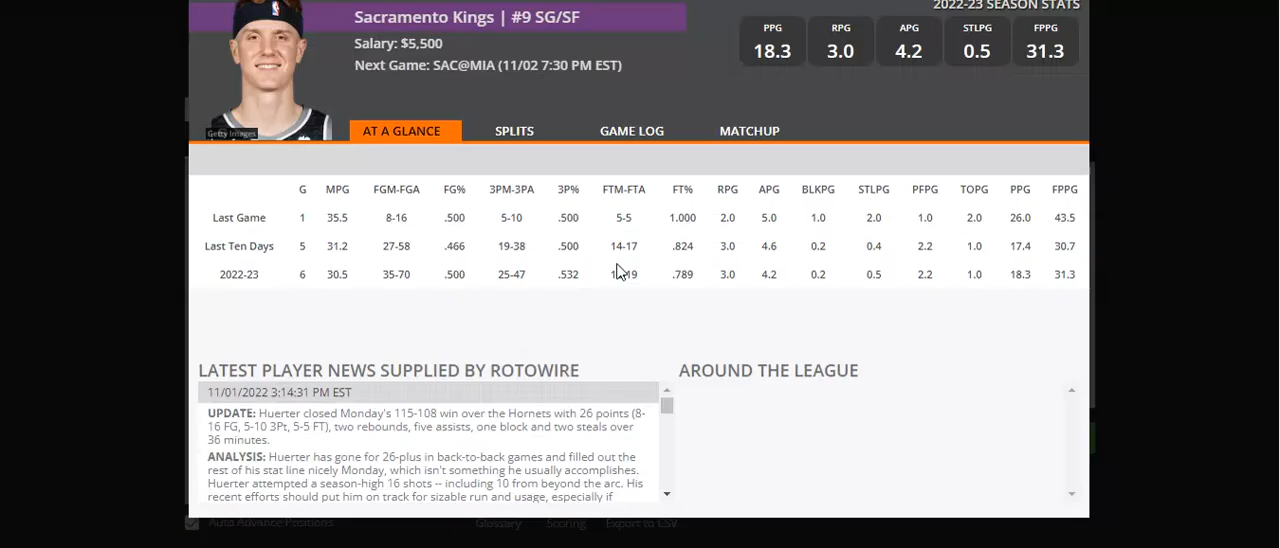 2022-23 SEASON STATS
Sacramento Kings | #9 SG/SF
Salary: $5,500
Next Game: SAC@MIA (11/02 7:30 PM EST)
PPG RPG APG STLPG FPPG
18.3 3.0 4.2 0.5 31.3
Getty Images
AT A GLANCE SPLITS GAME LOG MATCHUP
G MPG FGM-FGA FG% 3PM-3PA 3P% FTM-FTA FT% RPG APG BLKPG STLPG PFPG TOPG PPG FPPG
Last Game 1 35.5 8-16 .500 5-10 .500 5-5 1.000 2.0 5.0 1.0 2.0 1.0 2.0 26.0 43.5
Last Ten Days 5 31.2 27-58 .466 19-38 .500 14-17 .824 3.0 4.6 0.2 0.4 2.2 1.0 17.4 30.7
2022-23 6 30.5 35-70 .500 25-47 .532 .789 3.0 4.2 0.2 0.5 2.2 1.0 18.3 31.3
LATEST PLAYER NEWS SUPPLIED BY ROTOWIRE
11/01/2022 3:14:31 PM EST
UPDATE: Huerter closed Monday's 115-108 win over the Hornets with 26 points (8-
16 FG, 5-10 3Pt, 5-5 FT), two rebounds, five assists, one block and two steals over
36 minutes.
ANALYSIS: Huerter has gone for 26-plus in back-to-back games and filled out the
rest of his stat line nicely Monday, which isn't something he usually accomplishes.
Huerter attempted a season-high 16 shots -- including 10 from beyond the arc. His
recent efforts should put him on track for sizable run and usage, especially if
AROUND THE LEAGUE
Auto Advance Positions Glossary Scoring Export to CSV